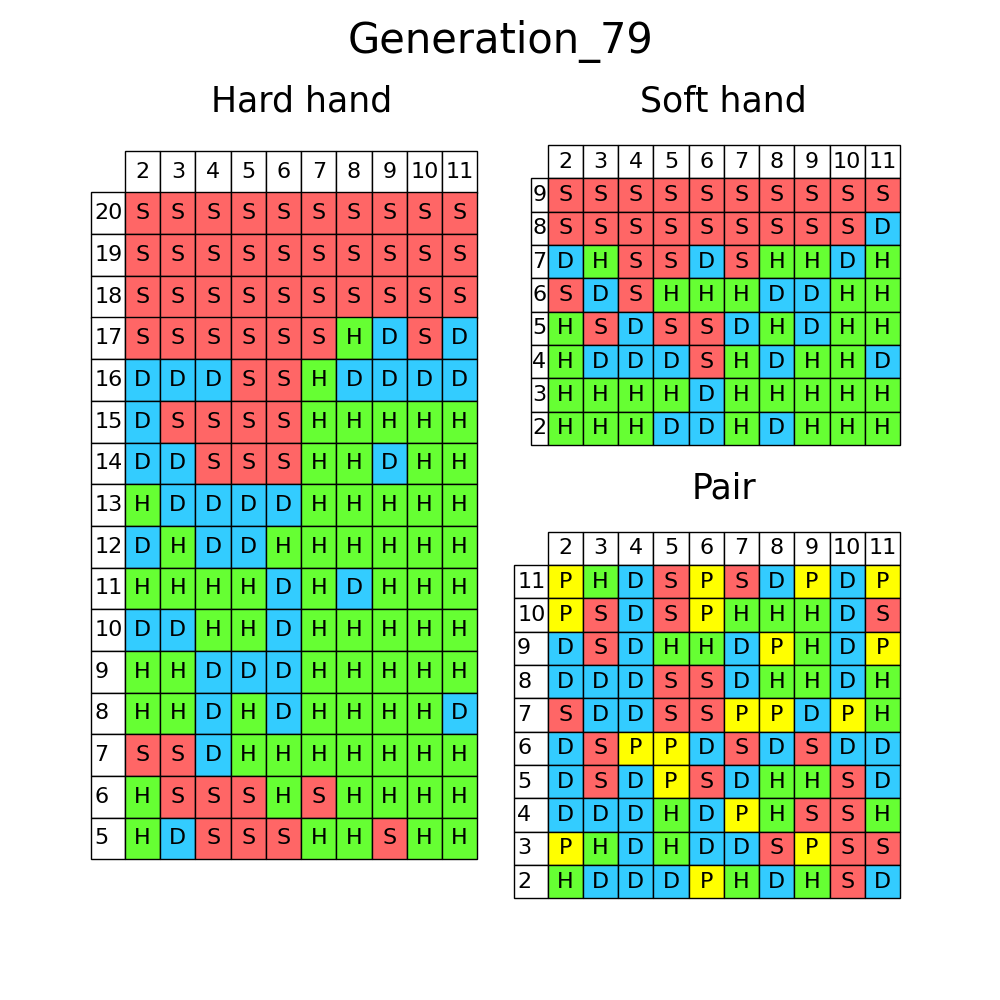 Generation_79
Hard hand
2 3 4 5 6 7 8 9 10 11
20 S S S S S S S S S S
19 S S S S S S S S S S
18 S S S S S S S S S S
17 S S S S S S H D S D
16 D D D S S H D D D D
15 D S S S S H H H H H
14 D D S S S H H D H H
13 H D D D D H H H H H
12 D H D D H H H H H H
11 H H H H D H D H H H
10 D D H H D H H H H H
9 H H D D D H H H H H
8 H H D H D H H H H D
7 S S D H H H H H H H
6 H S S S H S H H H H
5 H D S S S H H S H H
Soft hand
2 3 4 5 6 7 8 9 10 11
9 S S S S S S S S S S
8 S S S S S S S S S D
7 D H S S D S H H D H
6 S D S H H H D D H H
5 H S D S S D H D H H
4 H D D D S H D H H D
3 H H H H D H H H H H
2 H H H D D H D H H H
Pair
2 3 4 5 6 7 8 9 10 11
11 P H D S P S D P D P
10 P S D S P H H H D S
9 D S D H H D P H D P
8 D D D S S D H H D H
7 S D D S S P P D P H
6 D S P P D S D S D D
5 D S D P S D H H S D
4 D D D H D P H S S H
3 P H D H D D S P S S
2 H D D D P H D H S D